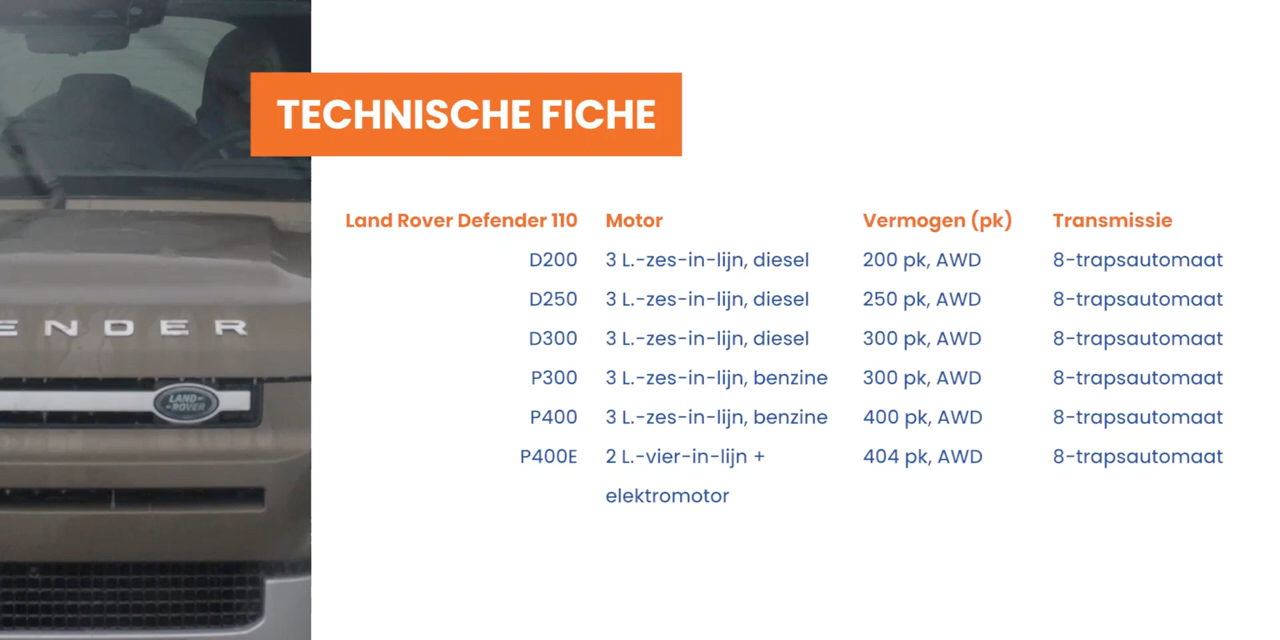 TECHNISCHE FICHE
Land Rover Defender 110 Motor Vermogen (pk) Transmissie
D200 3 L.-zes-in-lijn, diesel 200 pk, AWD 8-trapsautomaat
D250 3 L.-zes-in-lijn, diesel 250 pk, AWD 8-trapsautomaat
D300 3 L.-zes-in-lijn, diesel 300 pk, AWD 8-trapsautomaat
ENDER
P300 3 L.-zes-in-lijn, benzine 300 pk, AWD 8-trapsautomaat
LAND-
-ROVER
P400 3 L.-zes-in-lijn, benzine 400 pk, AWD 8-trapsautomaat
P400E 2 L.-vier-in-lijn + 404 pk, AWD 8-trapsautomaat
elektromotor